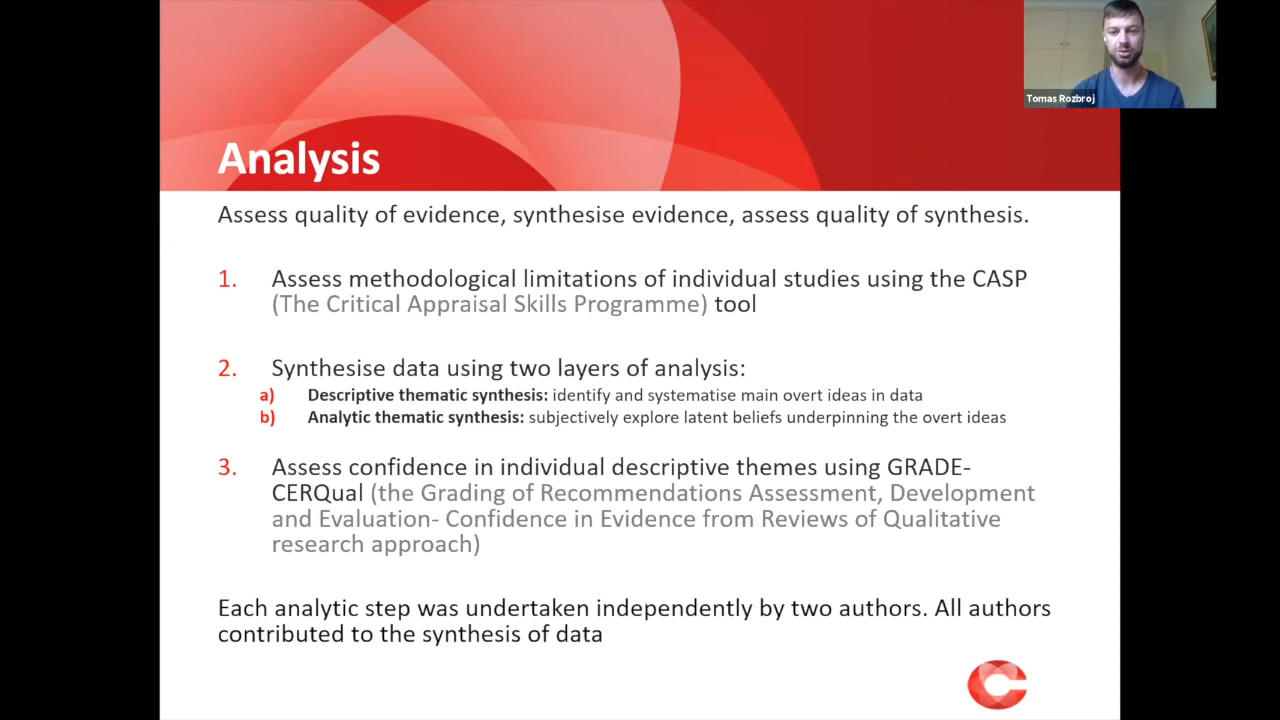 Tomas Rozbroj
Analysis
Assess quality of evidence, synthesise evidence, assess quality of synthesis.
1. Assess methodological limitations of individual studies using the CASP
(The Critical Appraisal Skills Programme) tool
2. Synthesise data using two layers of analysis:
a) Descriptive thematic synthesis: identify and systematise main overt ideas in data
b) Analytic thematic synthesis: subjectively explore latent beliefs underpinning the overt ideas
3. Assess confidence in individual descriptive themes using GRADE-
CERQual (the Grading of Recommendations Assessment, Development
and Evaluation- Confidence in Evidence from Reviews of Qualitative
research approach)
Each analytic step was undertaken independently by two authors. All authors
contributed to the synthesis of data